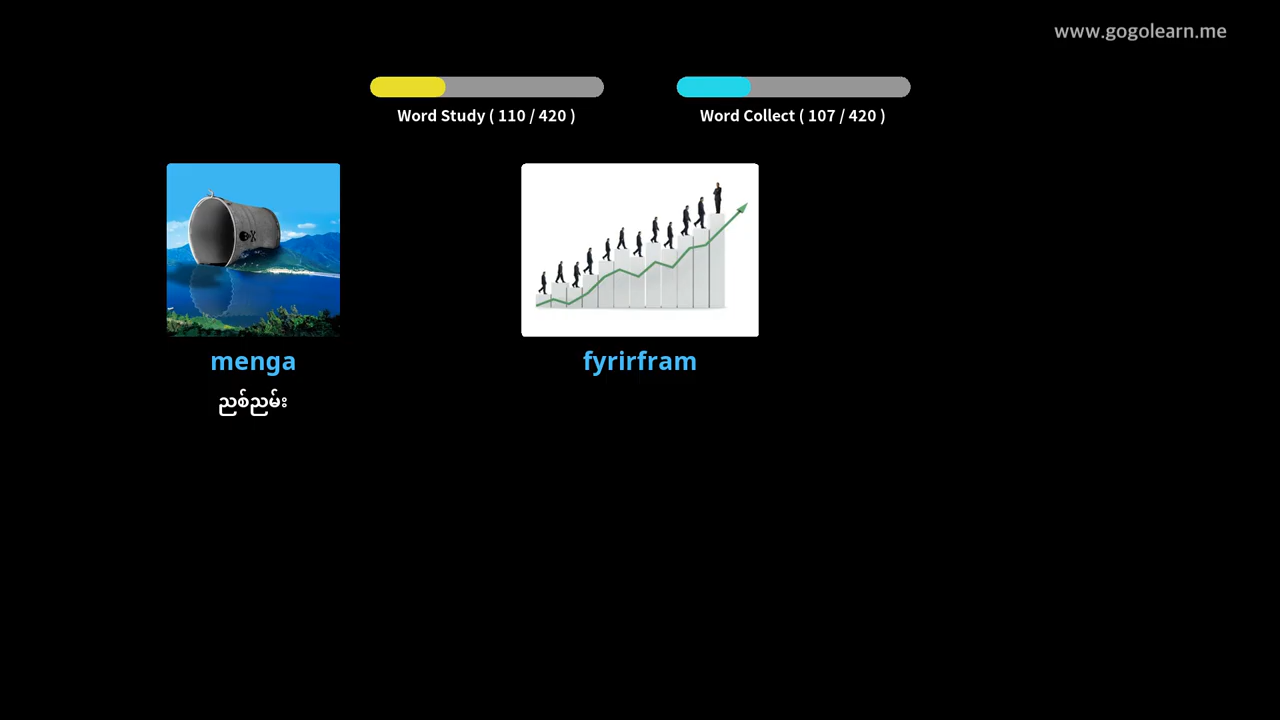 www.gogolearn.me
Word Study ( 110 / 420 )
Word Collect ( 107 / 420 )
menga
ညစ်ညမ်း
fyrirfram